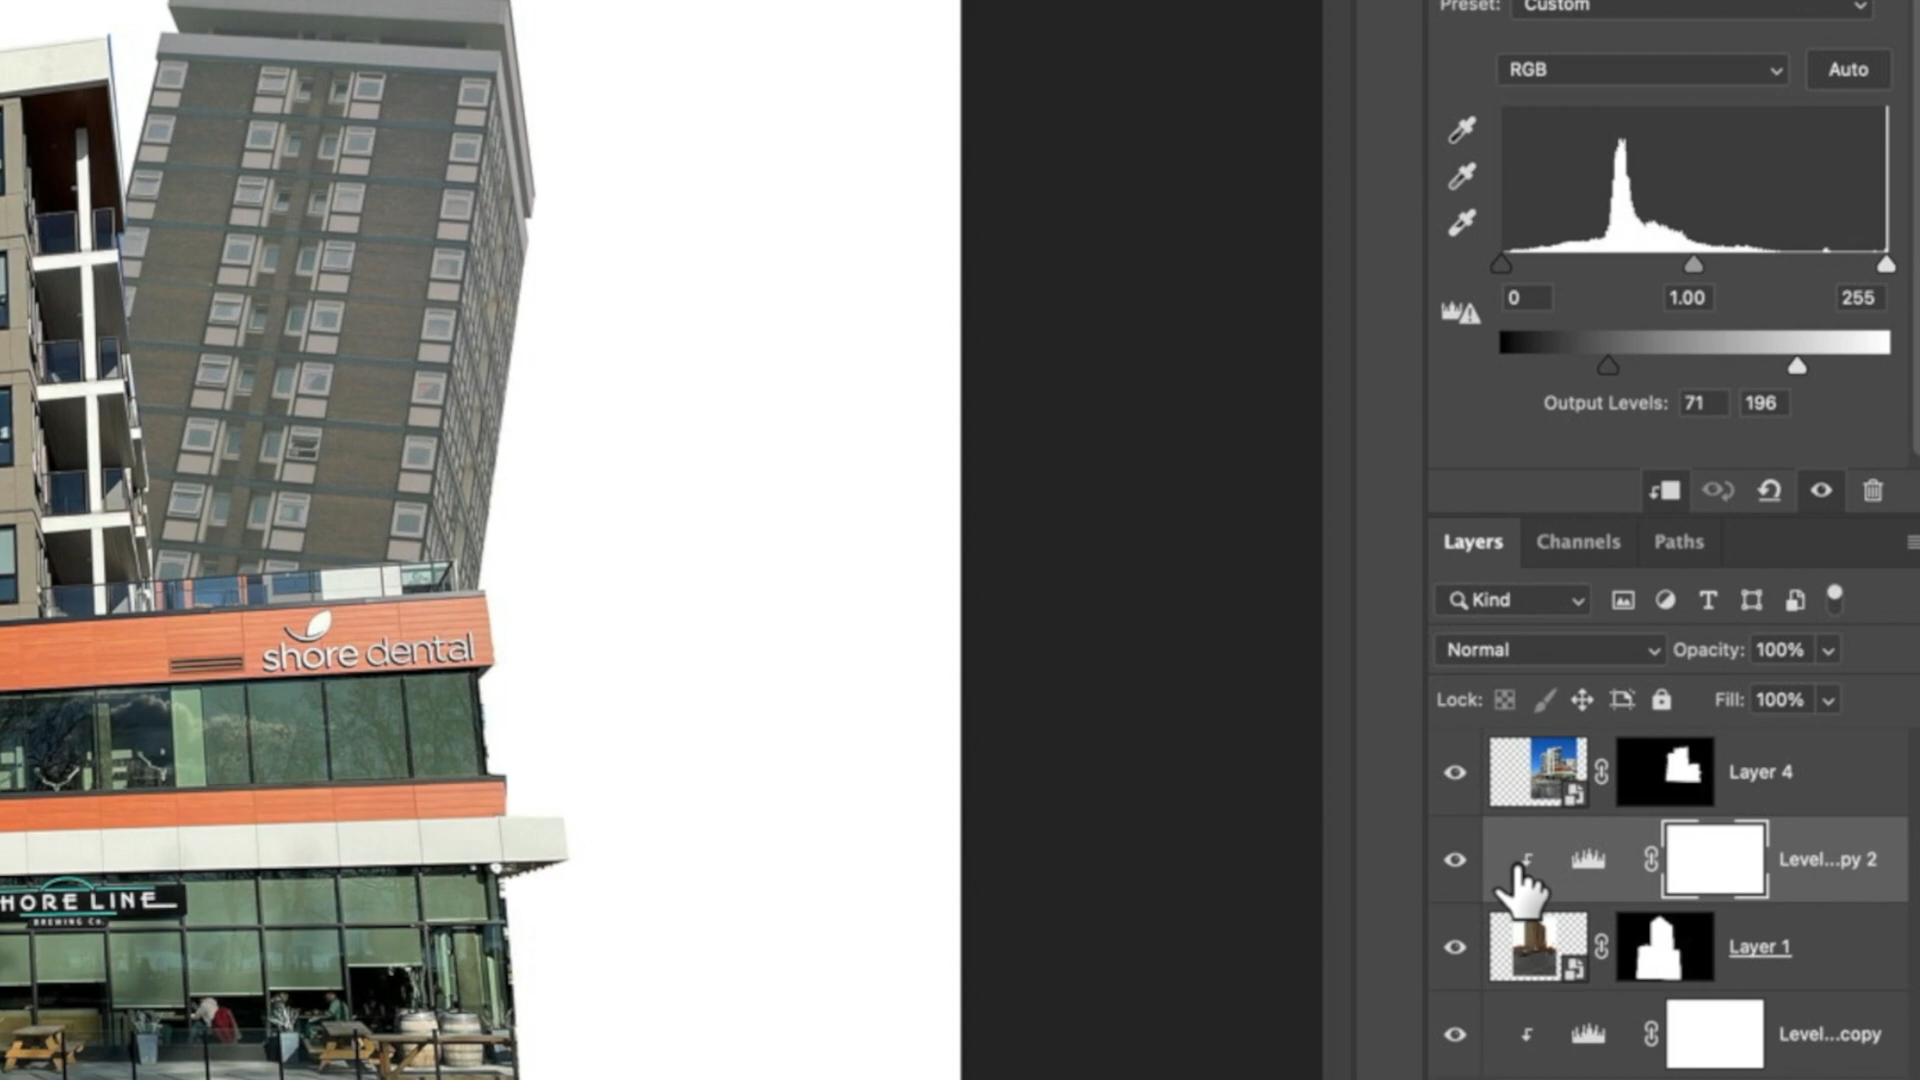 Preset: Custom
RGB
Auto
0
1.00
255
Output Levels: 71 196
Layers
Channels
Paths
Kind
Normal
Opacity: 100%
Lock:
Fill: 100%
Layer 4
Level...py 2
Layer 1
Level...copy
shore dental
HORE LINE
BREWING Co.